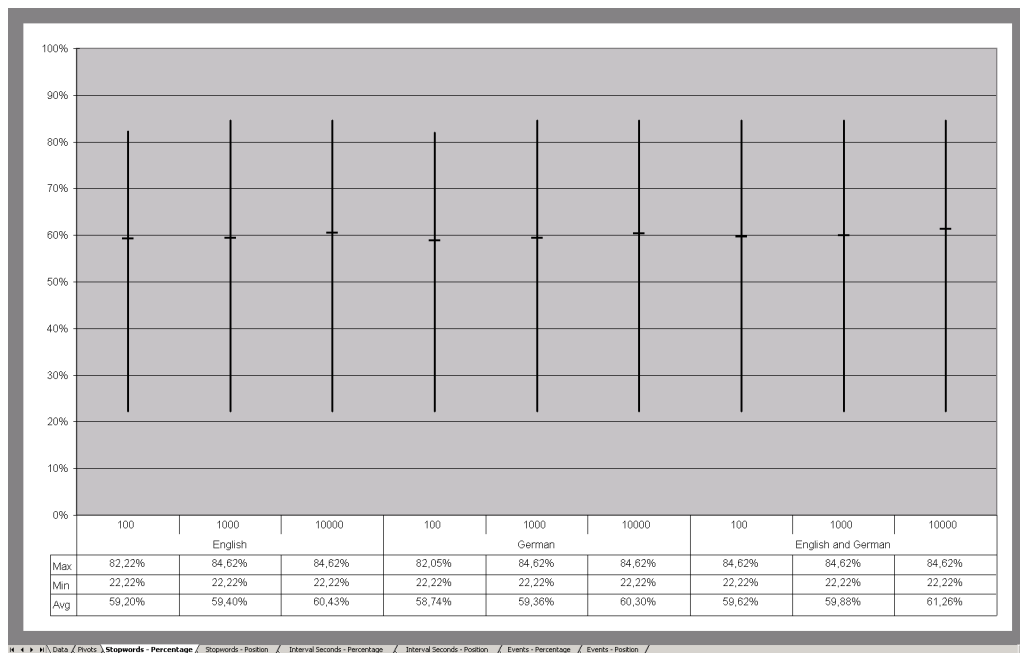 100%
90%
80%
70%
60%
50%
40%
30%
20%
10%
0%
100 1000 10000 100 1000 10000 100 1000 10000
English German English and German
Max 82,22% 84,62% 84,62% 82,05% 84,62% 84,62% 84,62% 84,62% 84,62%
Min 22,22% 22,22% 22,22% 22,22% 22,22% 22,22% 22,22% 22,22% 22,22%
Avg 59,20% 59,40% 60,43% 58,74% 59,36% 60,30% 59,62% 59,88% 61,26%
Data Pivots Stopwords - Percentage Stopwords - Position Interval Seconds - Percentage Interval Seconds - Position Events - Percentage Events - Position